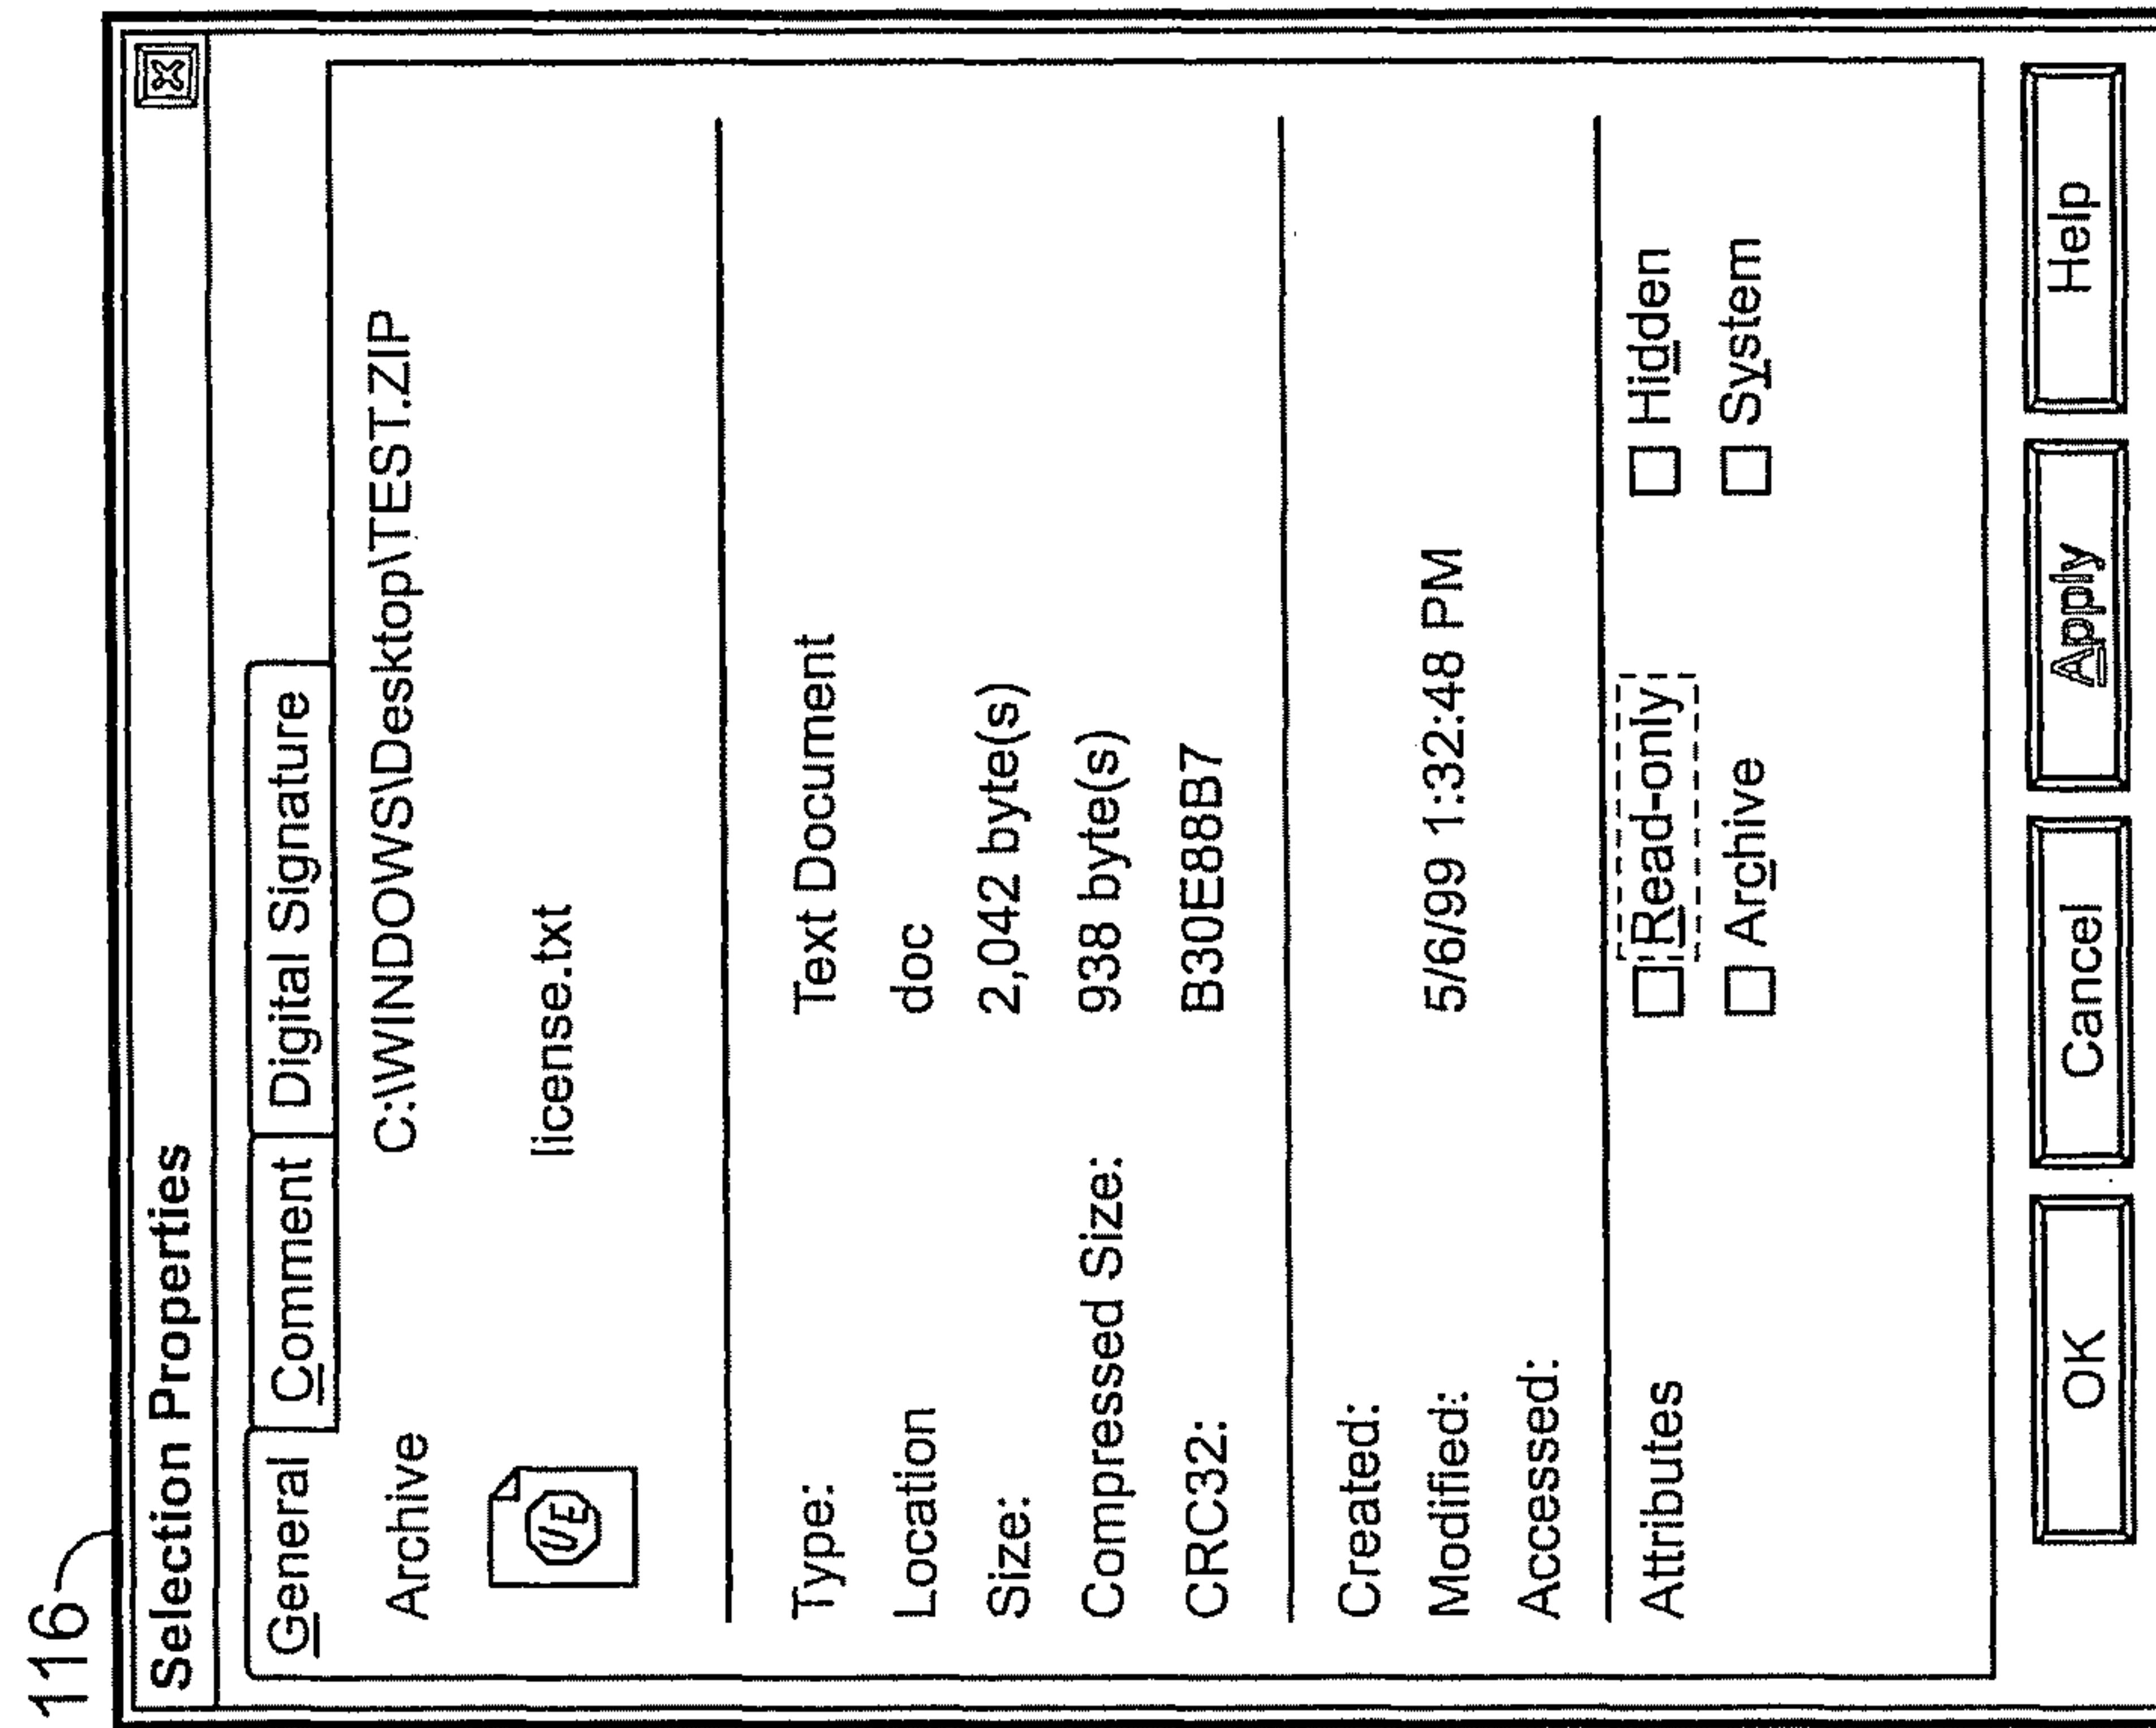 116
Selection Properties
General Comment Digital Signature
Archive C:\WINDOWS\Desktop\TEST.ZIP
UE license.txt
Type: Text Document
Location doc
Size: 2,042 byte(s)
Compressed Size: 938 byte(s)
CRC32: B30E88B7
Created:
Modified: 5/6/99 1:32:48 PM
Accessed:
Attributes Read-only Hidden
Archive System
OK Cancel Apply Help